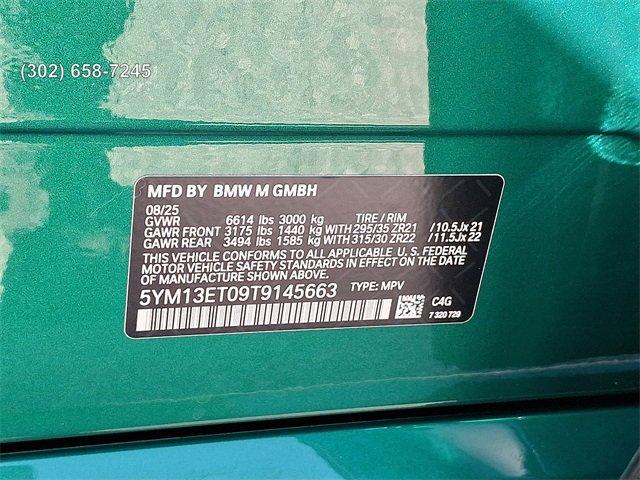 (302) 658-7245
MFD BY BMW M GMBH
08/25
GVWR 6614 lbs 3000 kg TIRE / RIM
GAWR FRONT 3175 lbs 1440 kg WITH 295/35 ZR21 / 10.5Jx 21
GAWR REAR 3494 lbs 1585 kg WITH 315/30 ZR22 / 11.5Jx 22
THIS VEHICLE CONFORMS TO ALL APPLICABLE U. S. FEDERAL
MOTOR VEHICLE SAFETY STANDARDS IN EFFECT ON THE DATE
OF MANUFACTURE SHOWN ABOVE.
5YM13ET09T9145663 TYPE: MPV
C4G
7 320 729